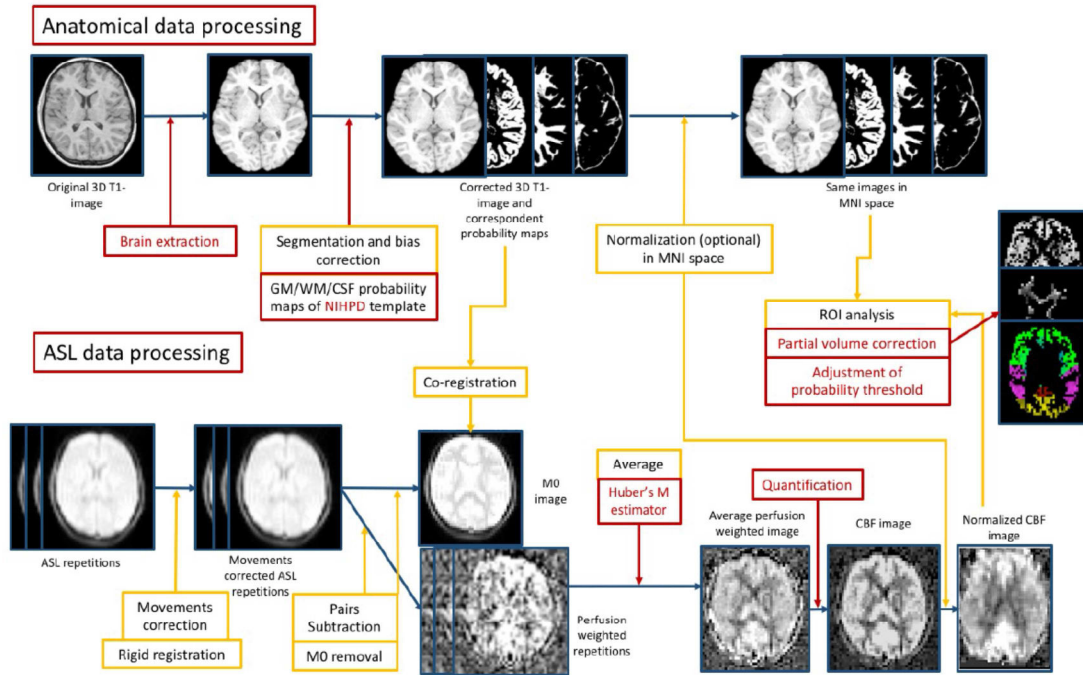 Anatomical data processing
Original 3D T1-
image
Corrected 3D T1-
image and
correspondent
probability maps
Same images in
MNI space
Brain extraction
Segmentation and bias
correction
GM/WM/CSF probability
maps of NIHPD template
Normalization (optional)
in MNI space
ROI analysis
Partial volume correction
Adjustment of
probability threshold
ASL data processing
Co-registration
M0
image
Average
Huber's M
estimator
Quantification
Average perfusion
weighted image
CBF image
Normalized CBF
image
ASL repetitions
Movements
corrected ASL
repetitions
Movements
correction
Rigid registration
Pairs
Subtraction
M0 removal
Perfusion
weighted
repetitions